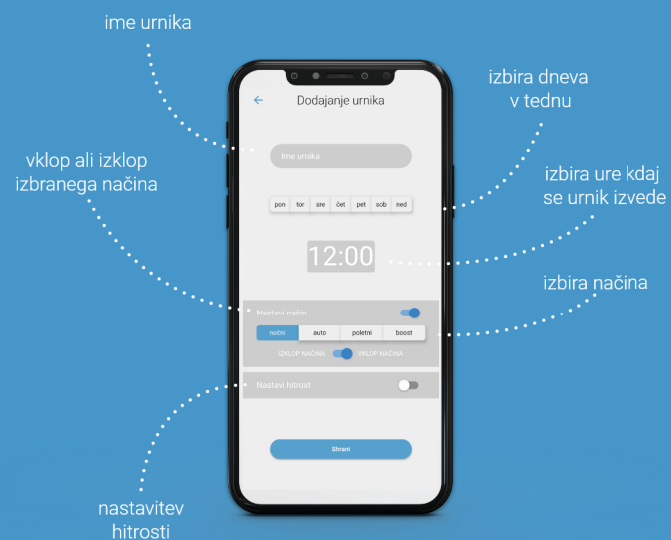 ime urnika
izbira dneva
v tednu
Dodajanje urnika
Ime urnika
vklop ali izklop
izbranega načina
izbira ure kdaj
se urnik izvede
pon tor sre čet pet sob ned
12:00
izbira načina
Nastavi način
nočni auto poletni boost
IZKLOP NAČINA VKLOP NAČINA
Nastavi hitrost
Shrani
nastavitev
hitrosti